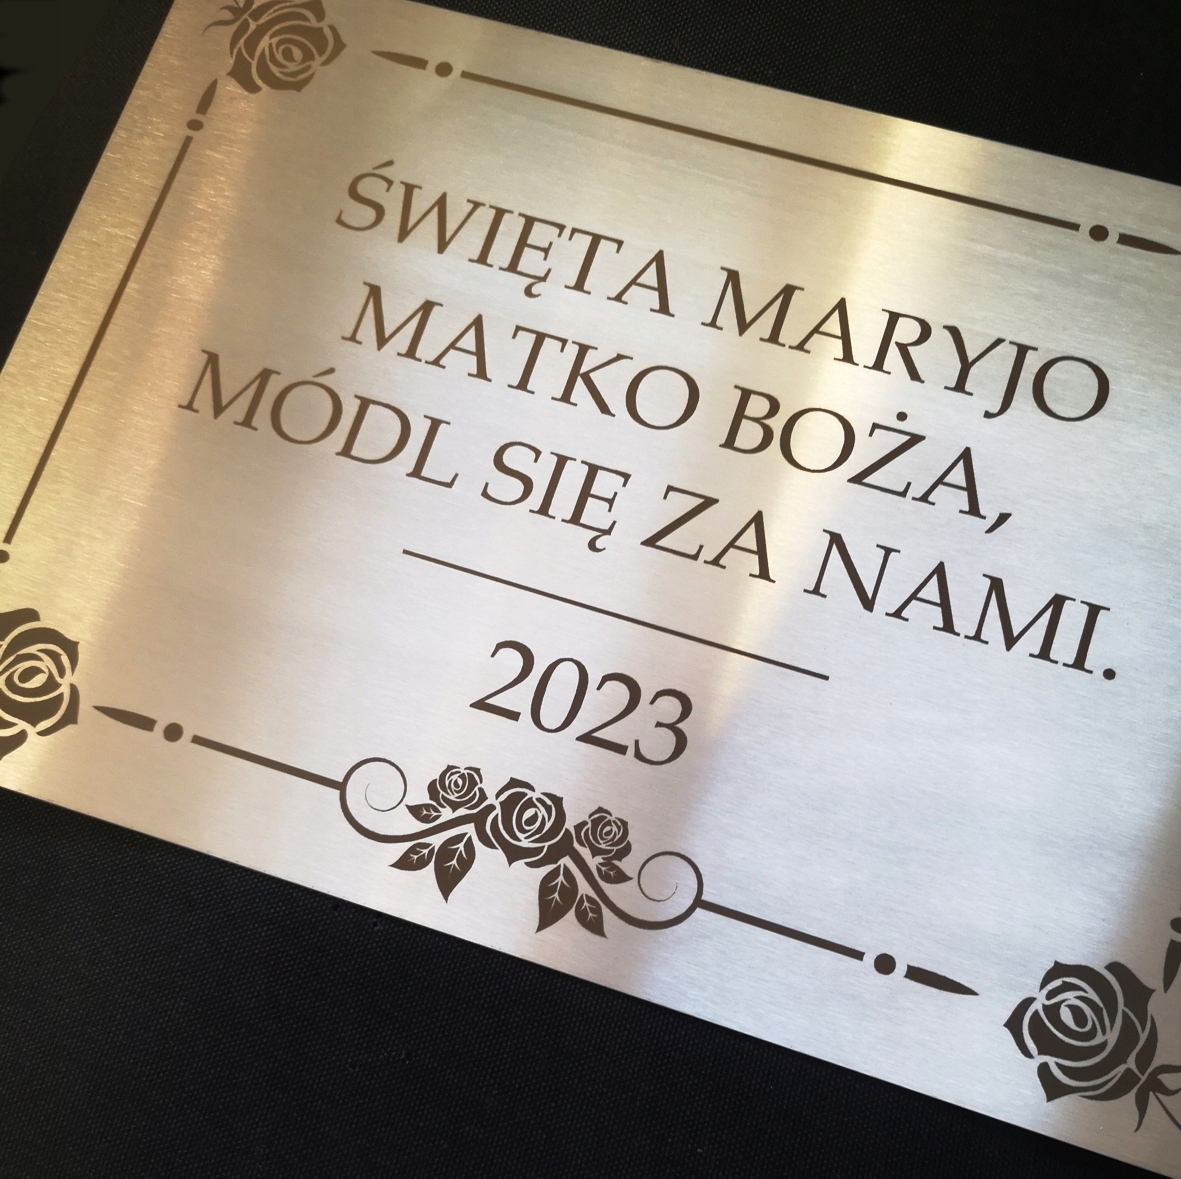 ŚWIĘTA MARYJO
MATKO BOŻA,
MÓDL SIĘ ZA NAMI.
2023